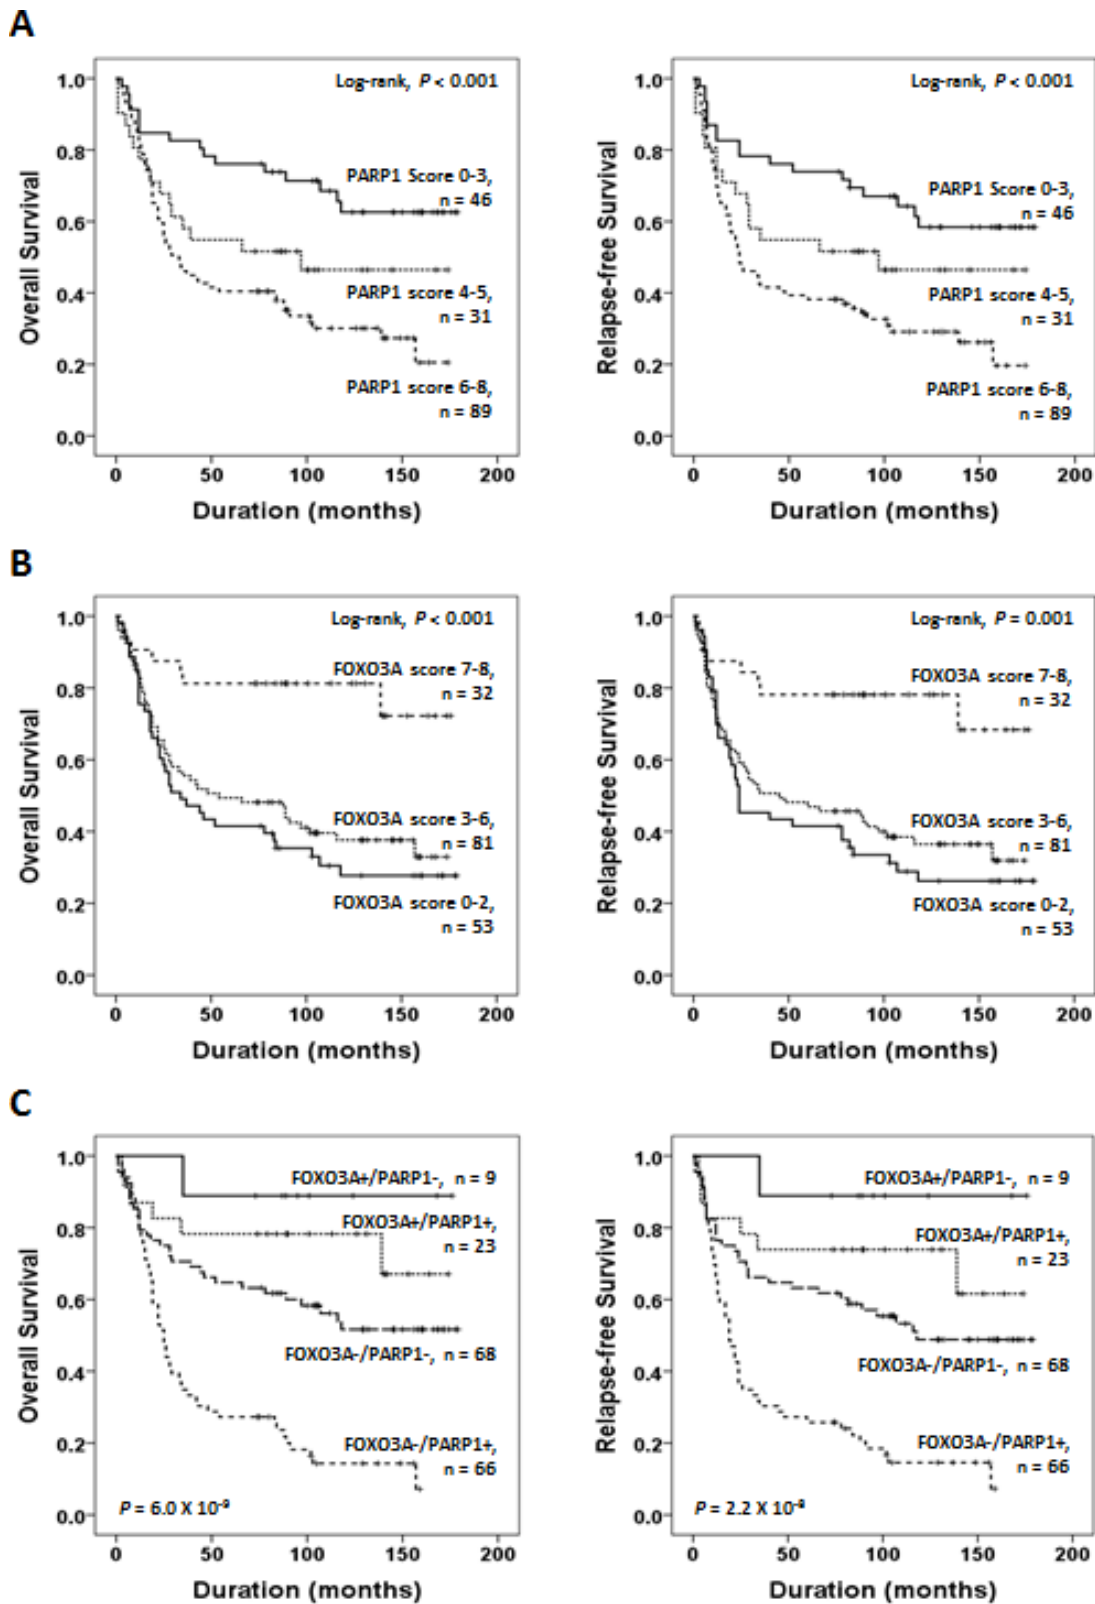 A
1.0
0.8
0.6
0.4
0.2
0.0
Overall Survival
Log-rank, P < 0.001
PARP1 Score 0-3,
n = 46
PARP1 score 4-5,
n = 31
PARP1 score 6-8,
n = 89
0 50 100 150 200
Duration (months)
1.0
0.8
0.6
0.4
0.2
0.0
Relapse-free Survival
Log-rank, P < 0.001
PARP1 Score 0-3,
n = 46
PARP1 score 4-5,
n = 31
PARP1 score 6-8,
n = 89
0 50 100 150 200
Duration (months)
B
1.0
0.8
0.6
0.4
0.2
0.0
Overall Survival
Log-rank, P < 0.001
FOXO3A score 7-8,
n = 32
FOXO3A score 3-6,
n = 81
FOXO3A score 0-2,
n = 53
0 50 100 150 200
Duration (months)
1.0
0.8
0.6
0.4
0.2
0.0
Relapse-free Survival
Log-rank, P = 0.001
FOXO3A score 7-8,
n = 32
FOXO3A score 3-6,
n = 81
FOXO3A score 0-2,
n = 53
0 50 100 150 200
Duration (months)
C
1.0
0.8
0.6
0.4
0.2
0.0
Overall Survival
FOXO3A+/PARP1-, n = 9
FOXO3A+/PARP1+,
n = 23
FOXO3A-/PARP1-, n = 68
FOXO3A-/PARP1+,
n = 66
P = 6.0 X 10⁻⁹
0 50 100 150 200
Duration (months)
1.0
0.8
0.6
0.4
0.2
0.0
Relapse-free Survival
FOXO3A+/PARP1-, n = 9
FOXO3A+/PARP1+,
n = 23
FOXO3A-/PARP1-, n = 68
FOXO3A-/PARP1+,
n = 66
P = 2.2 X 10⁻⁸
0 50 100 150 200
Duration (months)